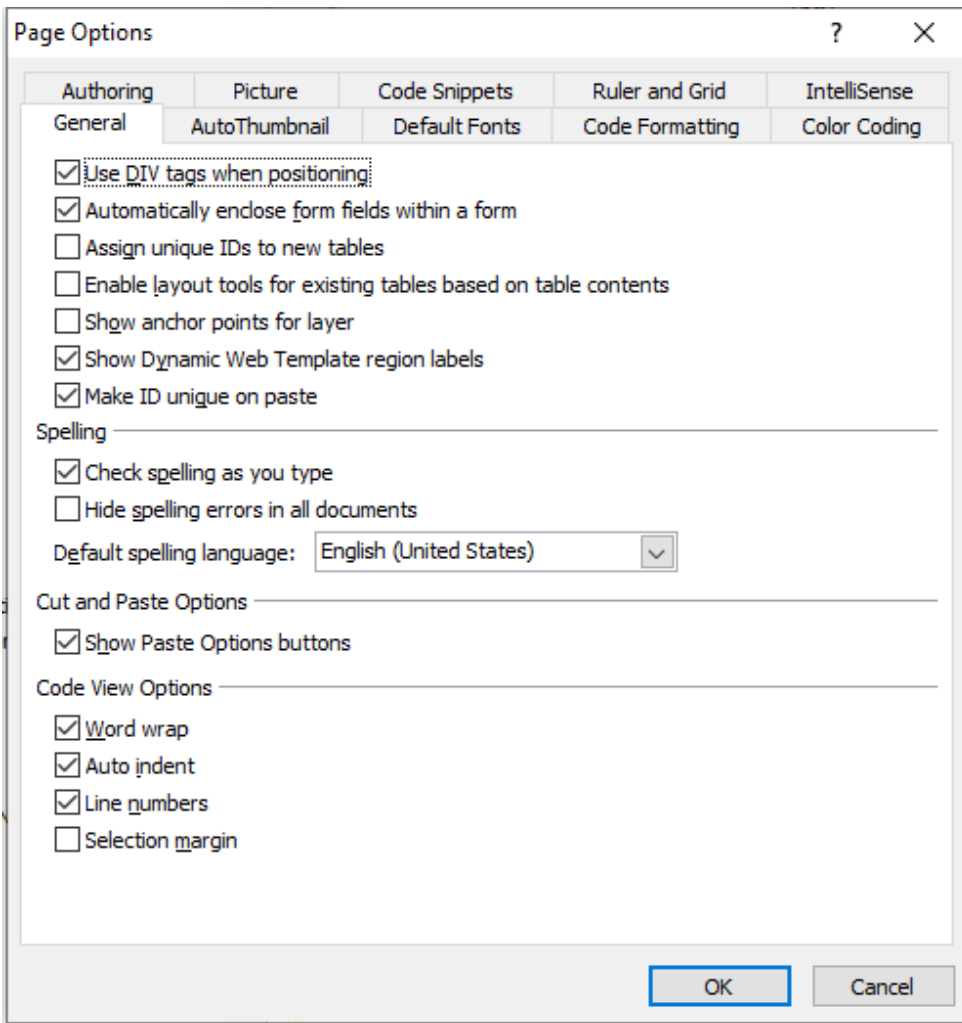 Page Options
?
Authoring Picture Code Snippets Ruler and Grid IntelliSense
General AutoThumbnail Default Fonts Code Formatting Color Coding
Use DIV tags when positioning
Automatically enclose form fields within a form
Assign unique IDs to new tables
Enable layout tools for existing tables based on table contents
Show anchor points for layer
Show Dynamic Web Template region labels
Make ID unique on paste
Spelling
Check spelling as you type
Hide spelling errors in all documents
Default spelling language: English (United States)
Cut and Paste Options
Show Paste Options buttons
Code View Options
Word wrap
Auto indent
Line numbers
Selection margin
OK Cancel